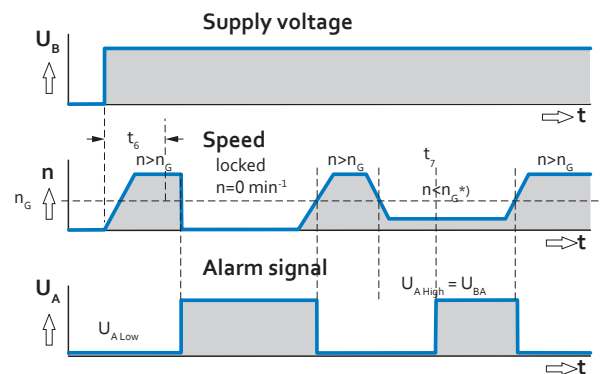 Supply voltage
U_B
t
t_6
Speed
t_7
n>n_G
locked
n>n_G
n>n_G
n
n=0 min⁻¹
n<n_G*)
n_G
t
Alarm signal
U_A
U_A High = U_BA
U_A Low
t